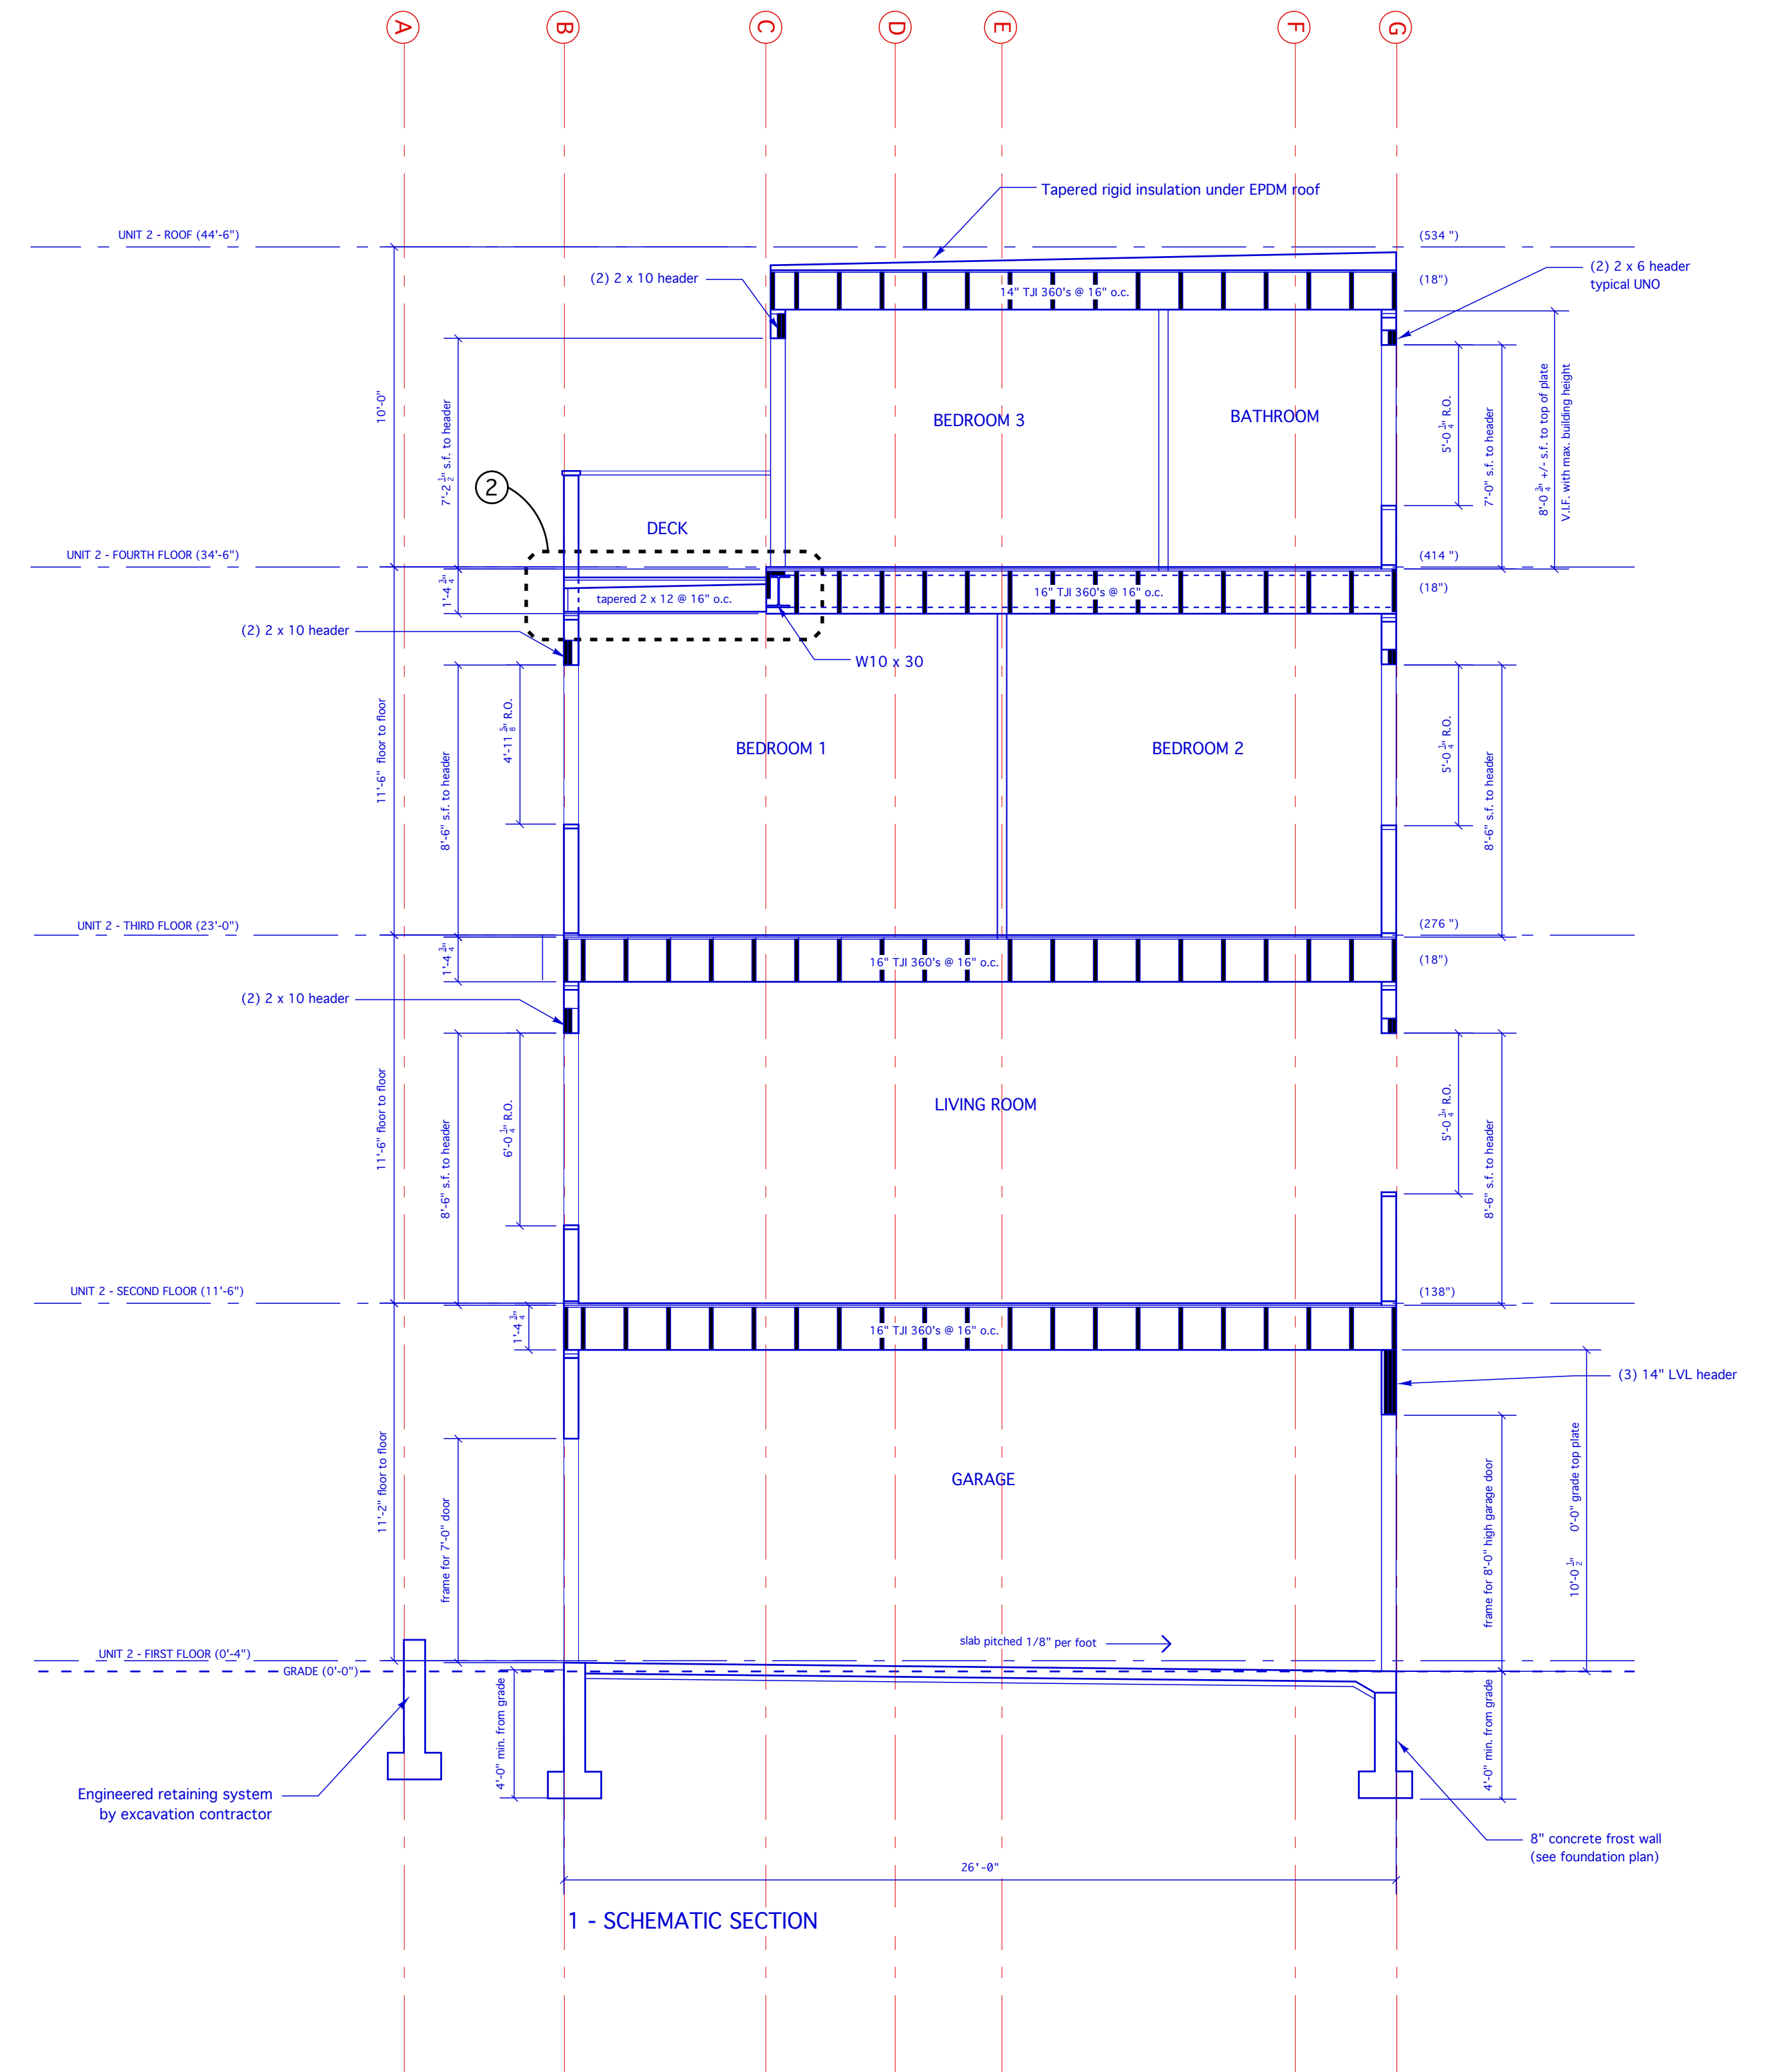 A
B
C
D
E
F
G
Tapered rigid insulation under EPDM roof
UNIT 2 - ROOF (44'-6")
(534 ")
(2) 2 x 10 header
(18")
(2) 2 x 6 header
typical UNO
14" TJI 360's @ 16" o.c.
10'-0"
7'-2 1/2" s.f. to header
BEDROOM 3
BATHROOM
5'-0 1/4" R.O.
7'-0" s.f. to header
8'-0 3/4" +/- s.f. to top of plate
V.I.F. with max. building height
2
DECK
UNIT 2 - FOURTH FLOOR (34'-6")
(414 ")
1'-4 3/4"
tapered 2 x 12 @ 16" o.c.
16" TJI 360's @ 16" o.c.
(18")
(2) 2 x 10 header
W10 x 30
11'-6" floor to floor
8'-6" s.f. to header
4'-11 5/8" R.O.
BEDROOM 1
BEDROOM 2
5'-0 1/4" R.O.
8'-6" s.f. to header
UNIT 2 - THIRD FLOOR (23'-0")
(276 ")
1'-4 3/4"
16" TJI 360's @ 16" o.c.
(18")
(2) 2 x 10 header
11'-6" floor to floor
8'-6" s.f. to header
6'-0 1/4" R.O.
LIVING ROOM
5'-0 1/4" R.O.
8'-6" s.f. to header
UNIT 2 - SECOND FLOOR (11'-6")
(138")
1'-4 3/4"
16" TJI 360's @ 16" o.c.
(3) 14" LVL header
11'-2" floor to floor
frame for 7'-0" door
GARAGE
frame for 8'-0" high garage door
10'-0 1/2" 0'-0" grade top plate
slab pitched 1/8" per foot
UNIT 2 - FIRST FLOOR (0'-4")
GRADE (0'-0")
4'-0" min. from grade
4'-0" min. from grade
Engineered retaining system
by excavation contractor
8" concrete frost wall
(see foundation plan)
26'-0"
1 - SCHEMATIC SECTION